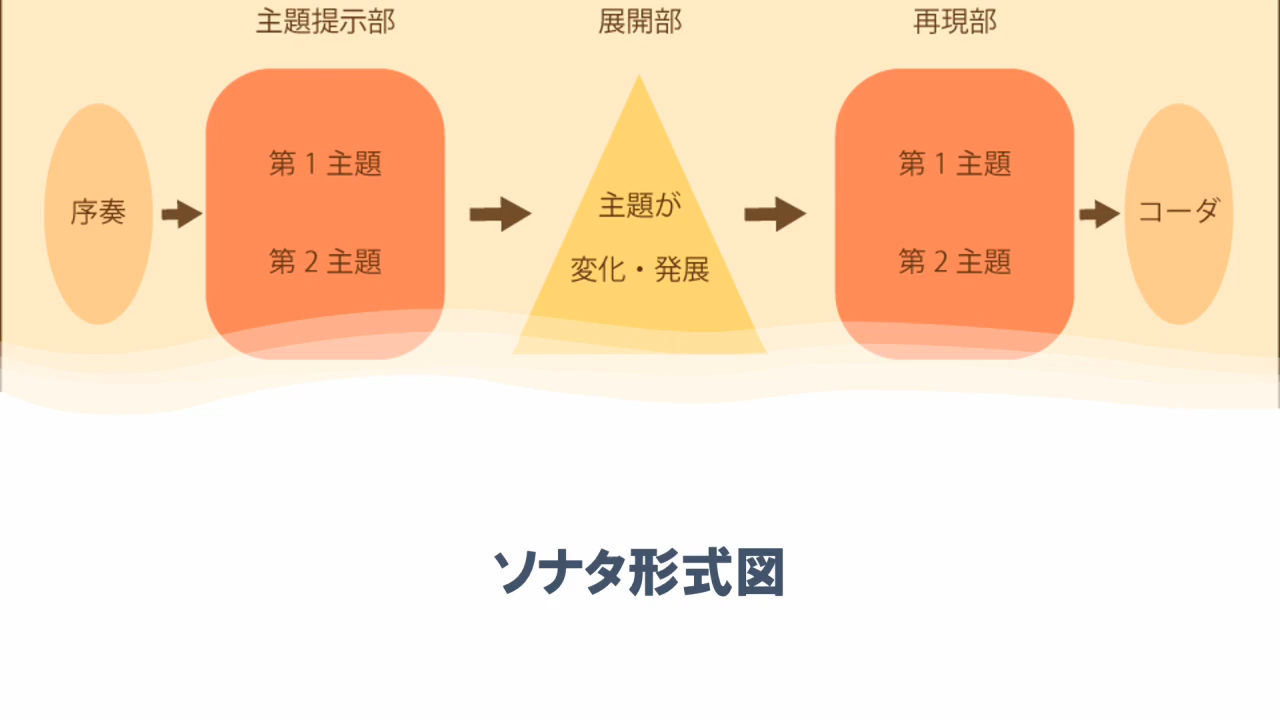 主題提示部
展開部
再現部
序奏
第 1 主題
第 2 主題
主題が
変化・発展
第 1 主題
第 2 主題
コーダ
ソナタ形式図